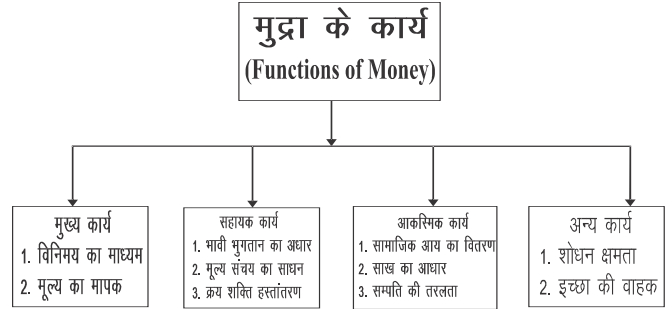 मुद्रा के कार्य
(Functions of Money)
मुख्य कार्य
1. विनिमय का माध्यम
2. मूल्य का मापक
सहायक कार्य
1. भावी भुगतान का अधार
2. मूल्य संचय का साधन
3. क्रय शक्ति हस्तांतरण
आकस्मिक कार्य
1. सामाजिक आय का वितरण
2. साख का आधार
3. सम्पति की तरलता
अन्य कार्य
1. शोधन क्षमता
2. इच्छा की वाहक